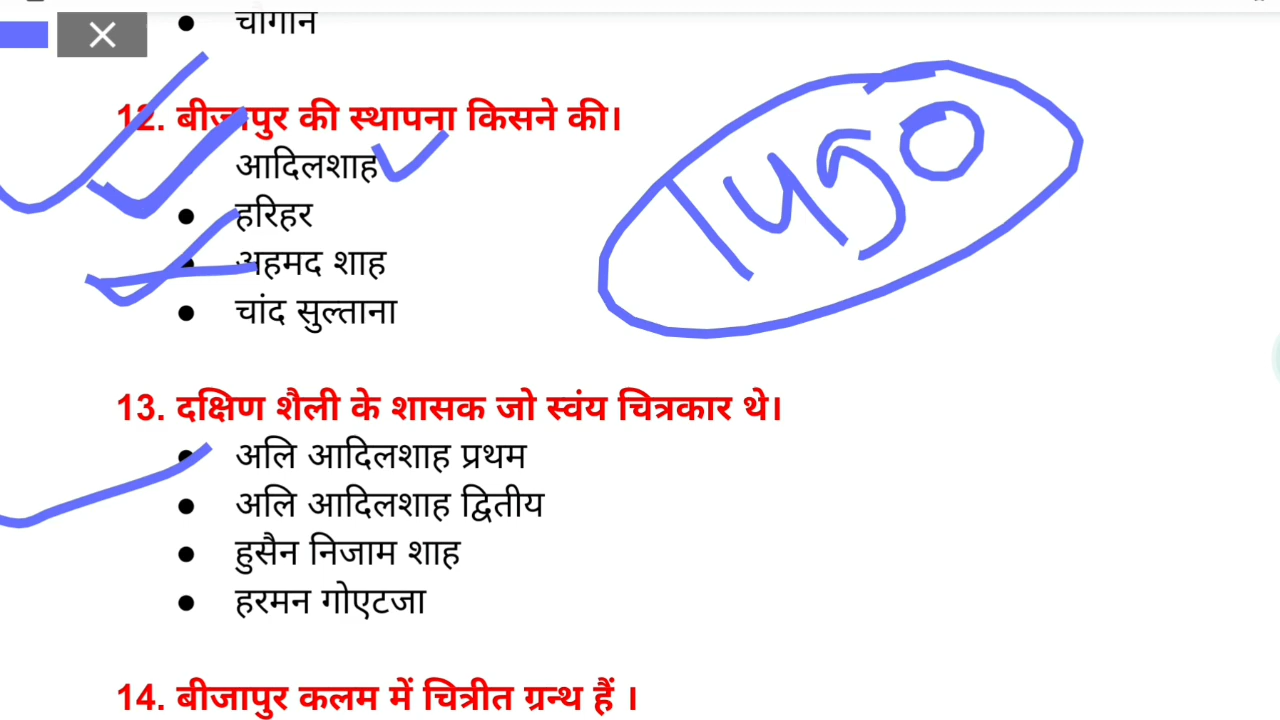 चौगान
12. बीजापुर की स्थापना किसने की।
आदिलशाह
● हरिहर
● अहमद शाह
● चांद सुल्ताना
13. दक्षिण शैली के शासक जो स्वंय चित्रकार थे।
● अलि आदिलशाह प्रथम
● अलि आदिलशाह द्वितीय
● हुसैन निजाम शाह
● हरमन गोएटजा
14. बीजापुर कलम में चित्रीत ग्रन्थ हैं ।